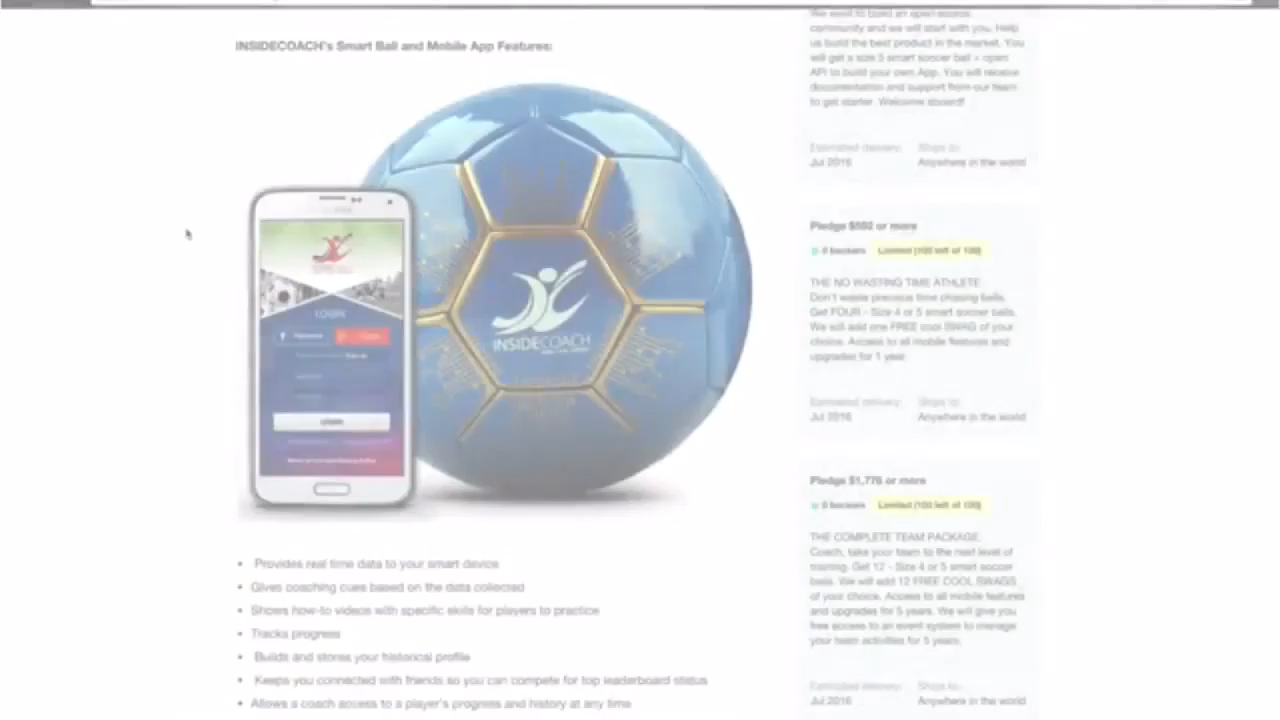 INSIDECOACH's Smart Ball and Mobile App Features:
LOGIN
INSIDECOACH
Provides real time data to your smart device
Gives coaching cues based on the data collected
Shows how-to videos with specific skills for players to practice
Tracks progress
Builds and stores your historical profile
Keeps you connected with friends so you can compete for top leaderboard status
Allows a coach access to a player's progress and history at any time
We want to build an open source
community and we will start with you. Help
us build the best product in the market. You
will get a size 5 smart soccer ball + open
API to build your own App. You will receive
documentation and support from our team
to get starter. Welcome aboard!
Estimated delivery: Ships to:
Jul 2016 Anywhere in the world
Pledge or more
0 backers Limited (100 left of 100)
THE NO WASTING TIME ATHLETE
Don't waste precious time chasing balls.
Get FOUR - Size 4 or 5 smart soccer balls.
We will add one FREE cool SWAG of your
choice. Access to all mobile features and
upgrades for 1 year.
Estimated delivery: Ships to:
Jul 2016 Anywhere in the world
Pledge or more
0 backers Limited (100 left of 100)
THE COMPLETE TEAM PACKAGE
Coach, take your team to the next level of
training. Get 12 - Size 4 or 5 smart soccer
balls. We will add 12 FREE COOL SWAGS
of your choice. Access to all mobile features
and upgrades for 5 years. We will give you
free access to an event system to manage
your team activities for 5 years.
Estimated delivery: Ships to:
Jul 2016 Anywhere in the world